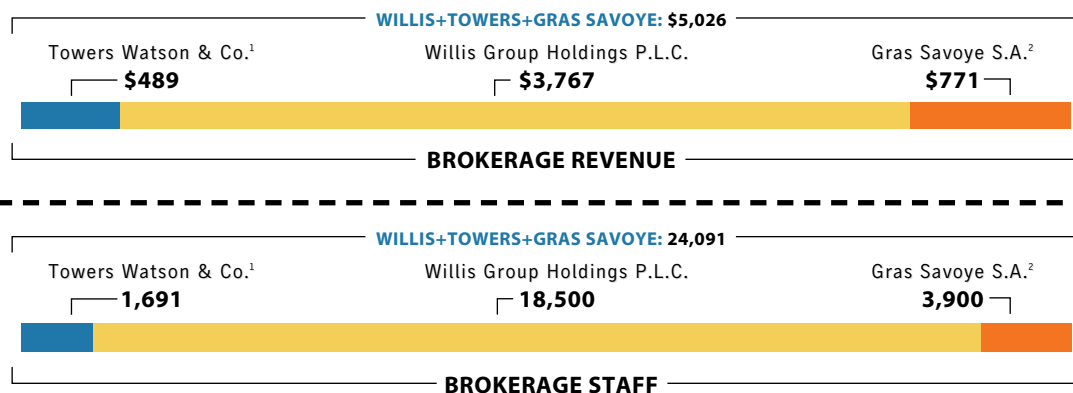 WILLIS+TOWERS+GRAS SAVOYE: $5,026
Towers Watson & Co.¹ Willis Group Holdings P.L.C. Gras Savoye S.A.²
$489 $3,767 $771
BROKERAGE REVENUE
WILLIS+TOWERS+GRAS SAVOYE: 24,091
Towers Watson & Co.¹ Willis Group Holdings P.L.C. Gras Savoye S.A.²
1,691 18,500 3,900
BROKERAGE STAFF